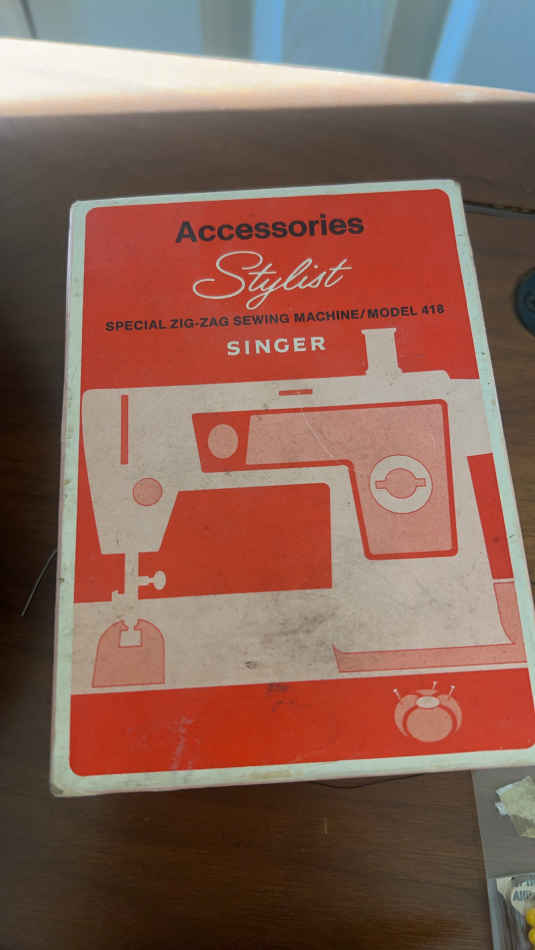 Accessories
Stylist
SPECIAL ZIG-ZAG SEWING MACHINE/MODEL 418
SINGER